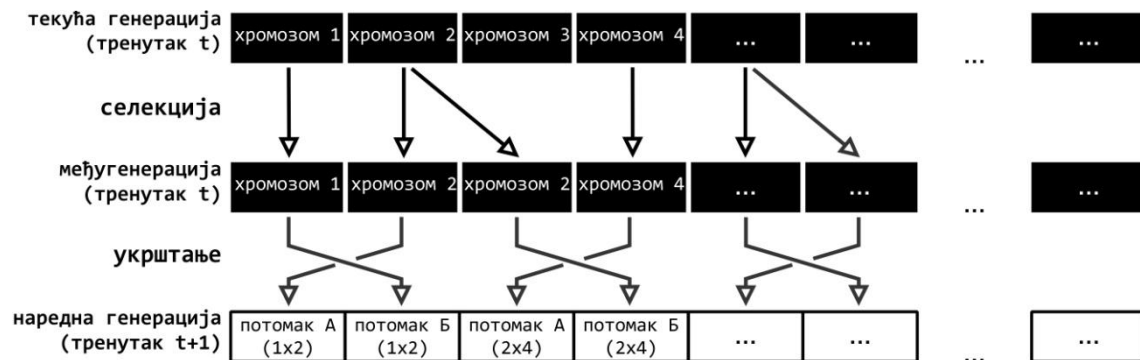 текућа генерација
(тренутак t)
хромозом 1 хромозом 2 хромозом 3 хромозом 4 ... ... ... ...
селекција
међугенерација
(тренутак t)
хромозом 1 хромозом 2 хромозом 2 хромозом 4 ... ... ... ...
укрштање
наредна генерација
(тренутак t+1)
потомак А потомак Б потомак А потомак Б ... ... ... ...
(1x2) (1x2) (2x4) (2x4)